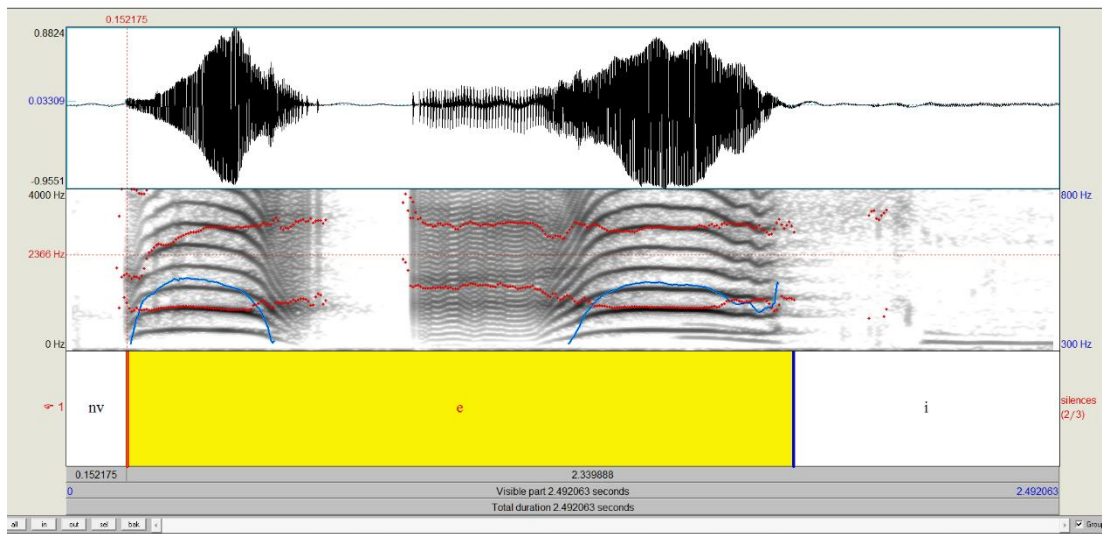 0.152175
0.8824
0.03309
-0.9551
4000 Hz
800 Hz
2366 Hz
0 Hz
300 Hz
1
nv
e
i
silences
(2/3)
0.152175
2.339888
0
Visible part 2.492063 seconds
2.492063
Total duration 2.492063 seconds
all
in
out
sel
bak
Group